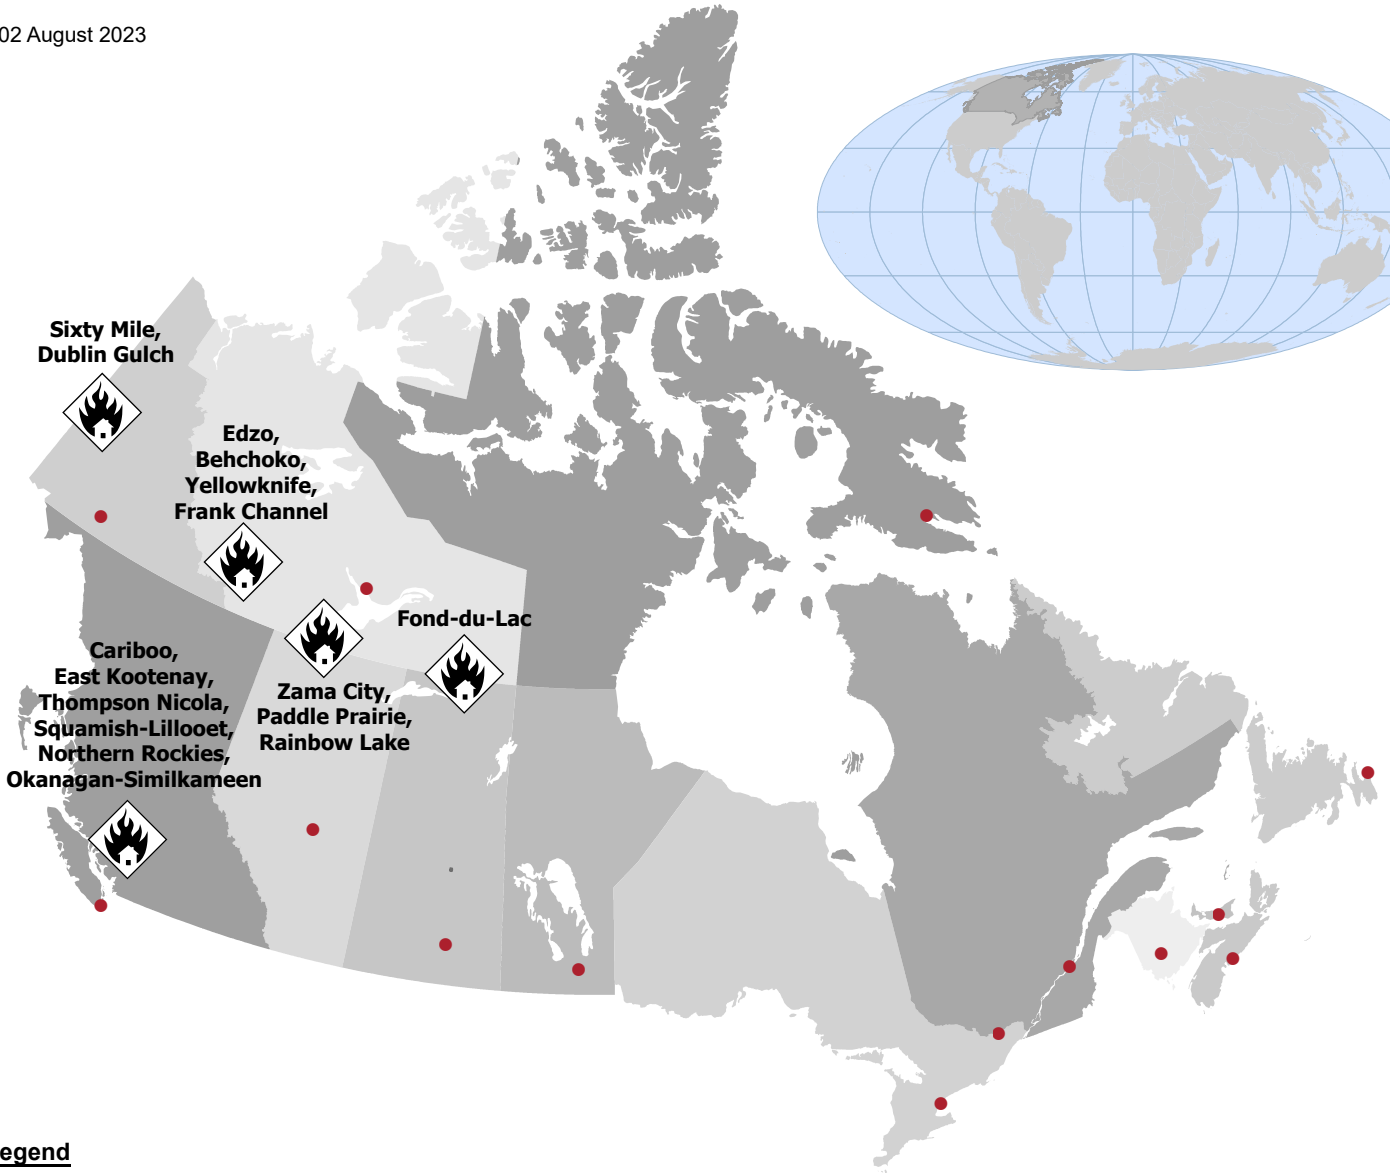 02 August 2023
Sixty Mile,
Dublin Gulch
Edzo,
Behchoko,
Yellowknife,
Frank Channel
Fond-du-Lac
Cariboo,
East Kootenay,
Thompson Nicola,
Squamish-Lillooet,
Northern Rockies,
Okanagan-Similkameen
Zama City,
Paddle Prairie,
Rainbow Lake
egend